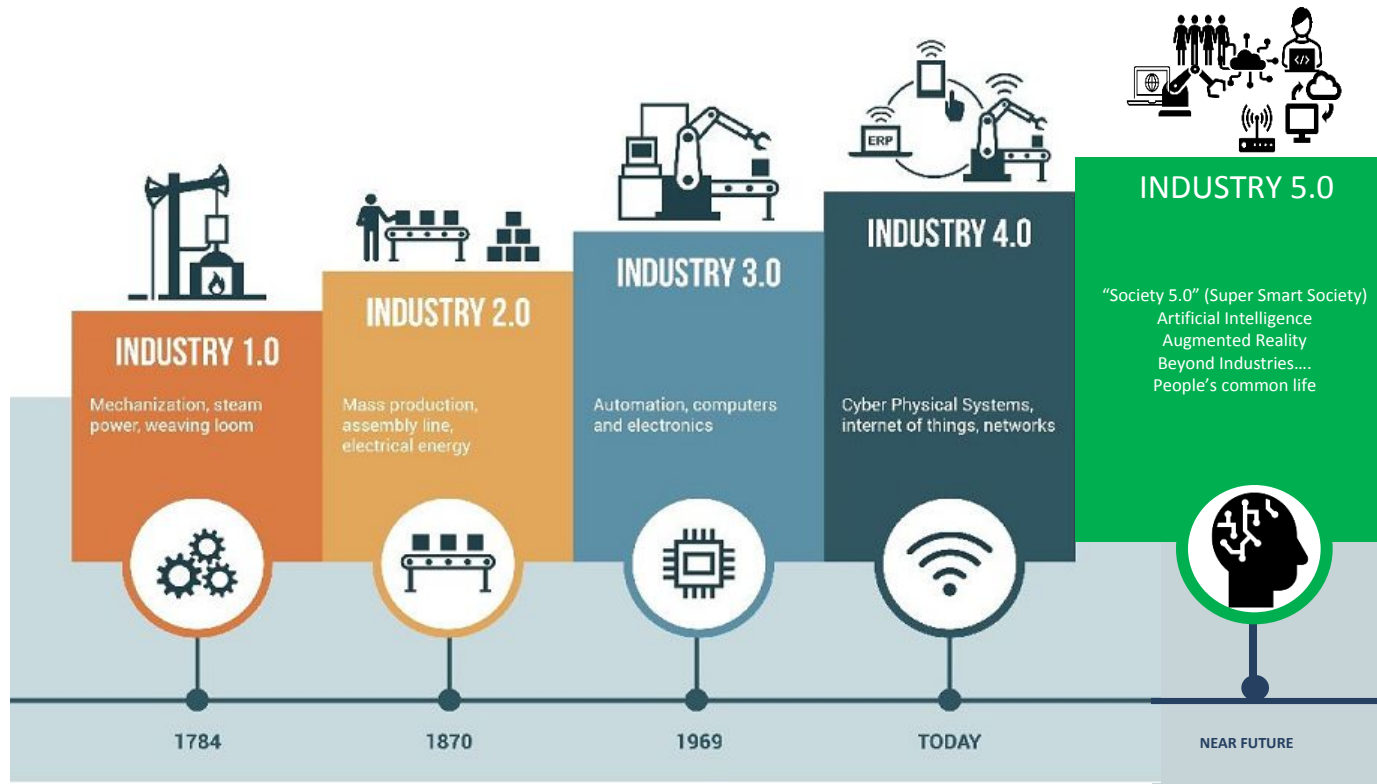 INDUSTRY 1.0
Mechanization, steam
power, weaving loom
INDUSTRY 2.0
Mass production,
assembly line,
electrical energy
INDUSTRY 3.0
Automation, computers
and electronics
ERP
INDUSTRY 4.0
Cyber Physical Systems,
internet of things, networks
</>
INDUSTRY 5.0
“Society 5.0” (Super Smart Society)
Artificial Intelligence
Augmented Reality
Beyond Industries....
People’s common life
1784
1870
1969
TODAY
NEAR FUTURE